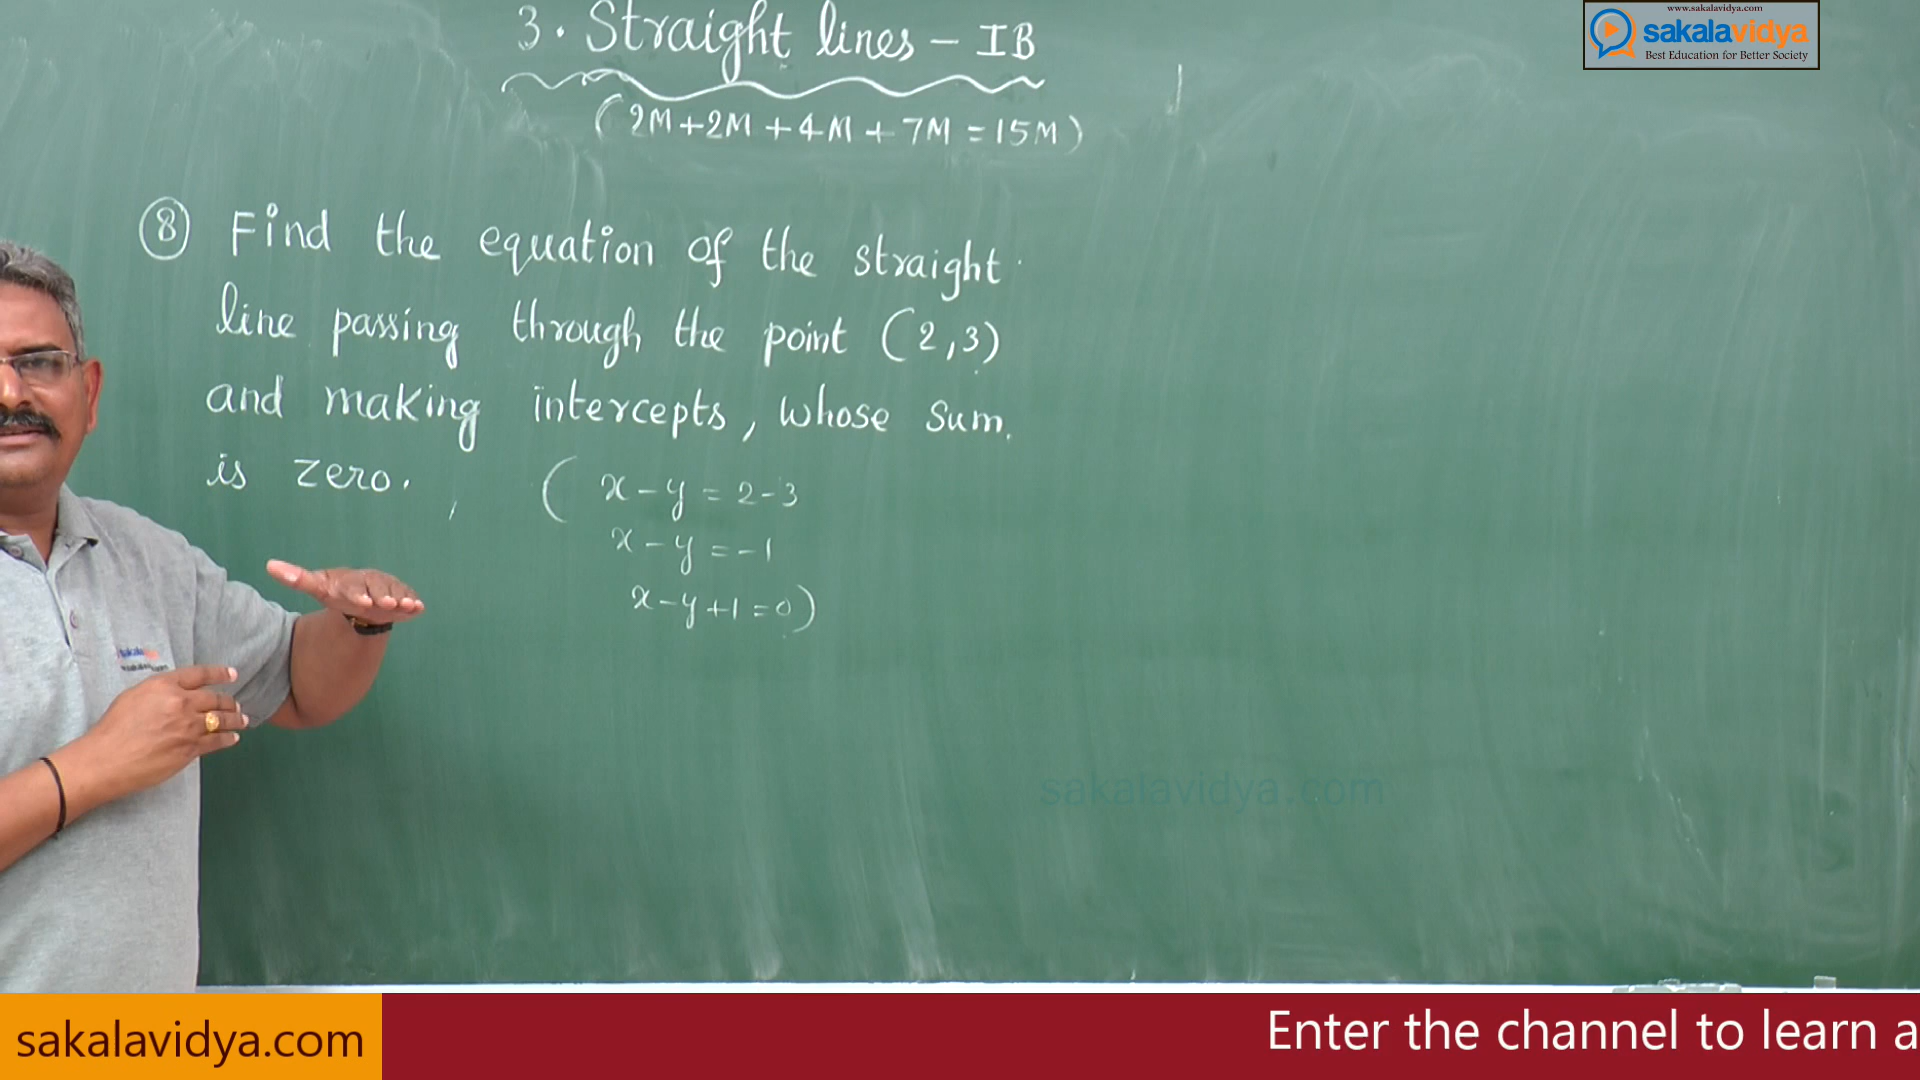 3. Straight lines - IB
(2M+2M+4M+7M=15M)
www.sakalavidya.com
sakalavidya
Best Education for Better Society
⑧ Find the equation of the straight
line passing through the point (2,3)
and making intercepts, whose sum.
is zero.
(x-y=2-3
x-y=-1
x-y+1=0)
sakalavidya.com
sakalavidya.com
Enter the channel to learn a